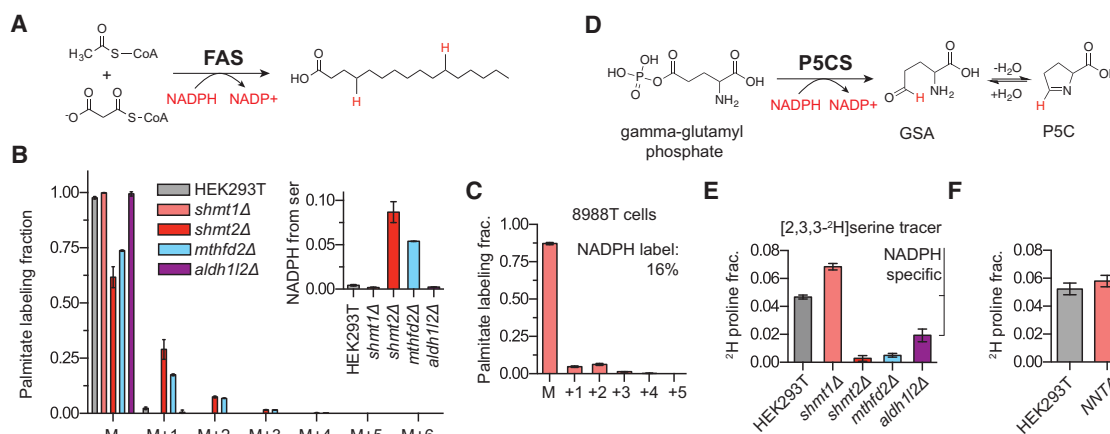 A
O
H₃C
S
CoA
+
O
O
⁻O
S-CoA
FAS
NADPH
NADP+
O
HO
H
H
B
Palmitate labeling fraction
1.00
0.75
0.50
0.25
0.00
HEK293T
shmt1Δ
shmt2Δ
mthfd2Δ
aldh1l2Δ
M
M+1
M+2
M+3
M+4
M+5
M+6
NADPH from ser
0.10
0.05
0.00
HEK293T
shmt1Δ
shmt2Δ
mthfd2Δ
aldh1l2Δ
C
8988T cells
NADPH label:
16%
Palmitate labeling frac.
1.00
0.75
0.50
0.25
0.00
M
+1
+2
+3
+4
+5
D
O
HO
OH
P
HO
O
O
O
OH
NH₂
gamma-glutamyl
phosphate
P5CS
NADPH
NADP+
O
OH
O
H
NH₂
GSA
-H₂O
+H₂O
O
OH
N
H
P5C
E
[2,3,3-²H]serine tracer
NADPH
specific
²H proline frac.
0.08
0.06
0.04
0.02
0.00
HEK293T
shmt1Δ
shmt2Δ
mthfd2Δ
aldh1l2Δ
F
²H proline frac.
0.08
0.06
0.04
0.02
0.00
HEK293T
NNTΔ